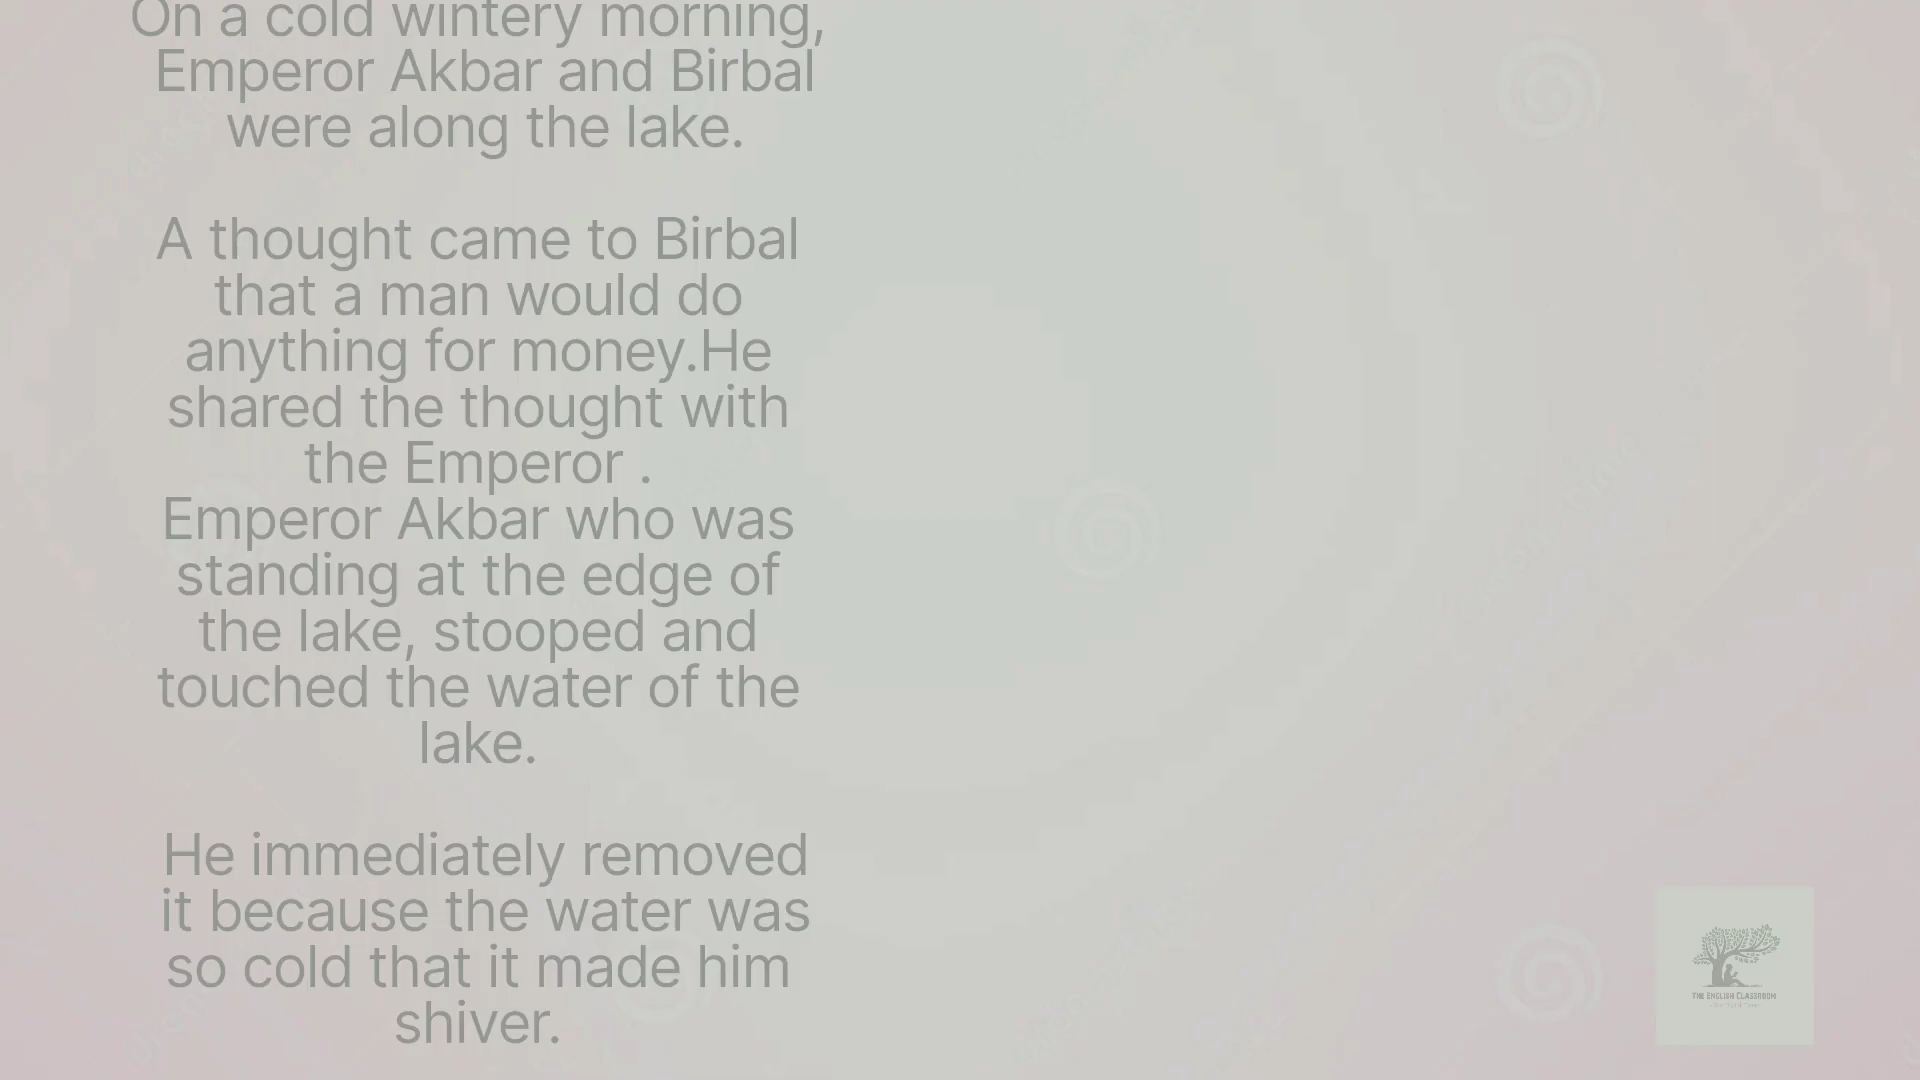 On a cold wintery morning,
Emperor Akbar and Birbal
were along the lake.
A thought came to Birbal
that a man would do
anything for money.He
shared the thought with
the Emperor .
Emperor Akbar who was
standing at the edge of
the lake, stooped and
touched the water of the
lake.
He immediately removed
it because the water was
so cold that it made him
shiver.
THE ENGLISH CLASSROOM